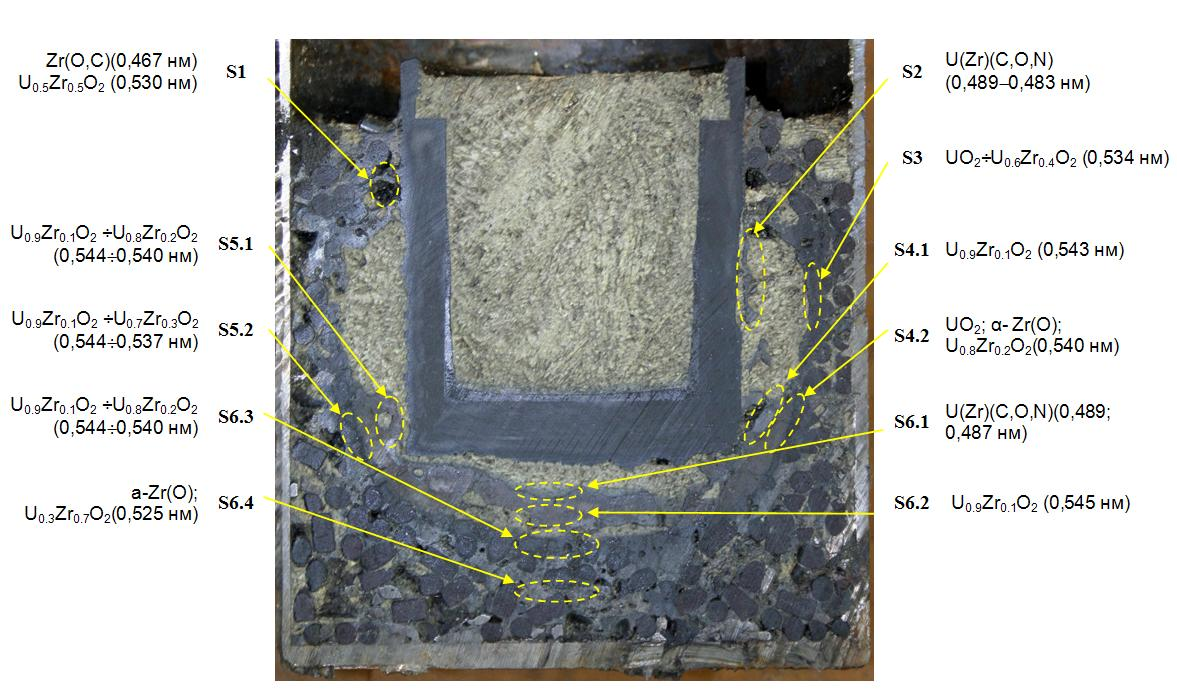 Zr(O,C)(0,467 нм)
U₀.₅Zr₀.₅O₂ (0,530 нм)
S1
U₀.₉Zr₀.₁O₂ ÷U₀.₈Zr₀.₂O₂
(0,544÷0,540 нм)
S5.1
U₀.₉Zr₀.₁O₂ ÷U₀.₇Zr₀.₃O₂
(0,544÷0,537 нм)
S5.2
U₀.₉Zr₀.₁O₂ ÷U₀.₈Zr₀.₂O₂
(0,544÷0,540 нм)
S6.3
a-Zr(O);
U₀.₃Zr₀.₇O₂(0,525 нм)
S6.4
S2
U(Zr)(C,O,N)
(0,489–0,483 нм)
S3
UO₂÷U₀.₆Zr₀.₄O₂ (0,534 нм)
S4.1
U₀.₉Zr₀.₁O₂ (0,543 нм)
S4.2
UO₂; α- Zr(O);
U₀.₈Zr₀.₂O₂(0,540 нм)
S6.1
U(Zr)(C,O,N)(0,489;
0,487 нм)
S6.2
U₀.₉Zr₀.₁O₂ (0,545 нм)